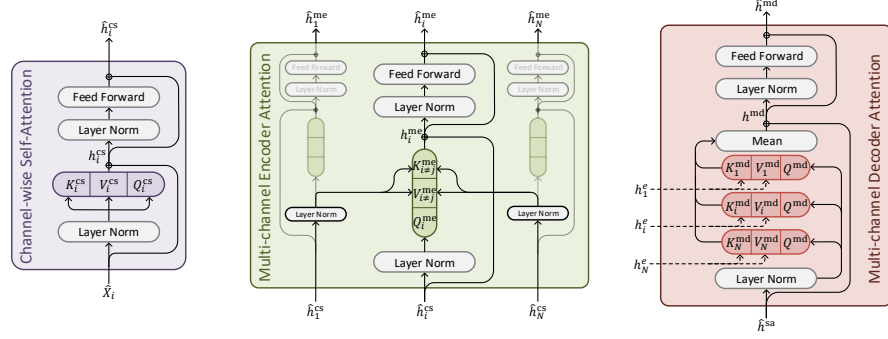 ĥ_i^cs
Channel-wise Self-Attention
Feed Forward
Layer Norm
h_i^cs
K_i^cs V_i^cs Q_i^cs
Layer Norm
X̂_i
ĥ_1^me ĥ_i^me ĥ_N^me
Multi-channel Encoder Attention
Feed Forward Feed Forward Feed Forward
Layer Norm Layer Norm Layer Norm
h_i^me
K_{i≠j}^me
V_{i≠j}^me
Layer Norm Layer Norm
Q_i^me
Layer Norm
ĥ_1^cs ĥ_i^cs ĥ_N^cs
ĥ^md
Multi-channel Decoder Attention
Feed Forward
Layer Norm
h^md
Mean
K_1^md V_1^md Q^md
h_1^e
K_i^md V_i^md Q^md
h_i^e
K_N^md V_N^md Q^md
h_N^e
Layer Norm
ĥ^sa